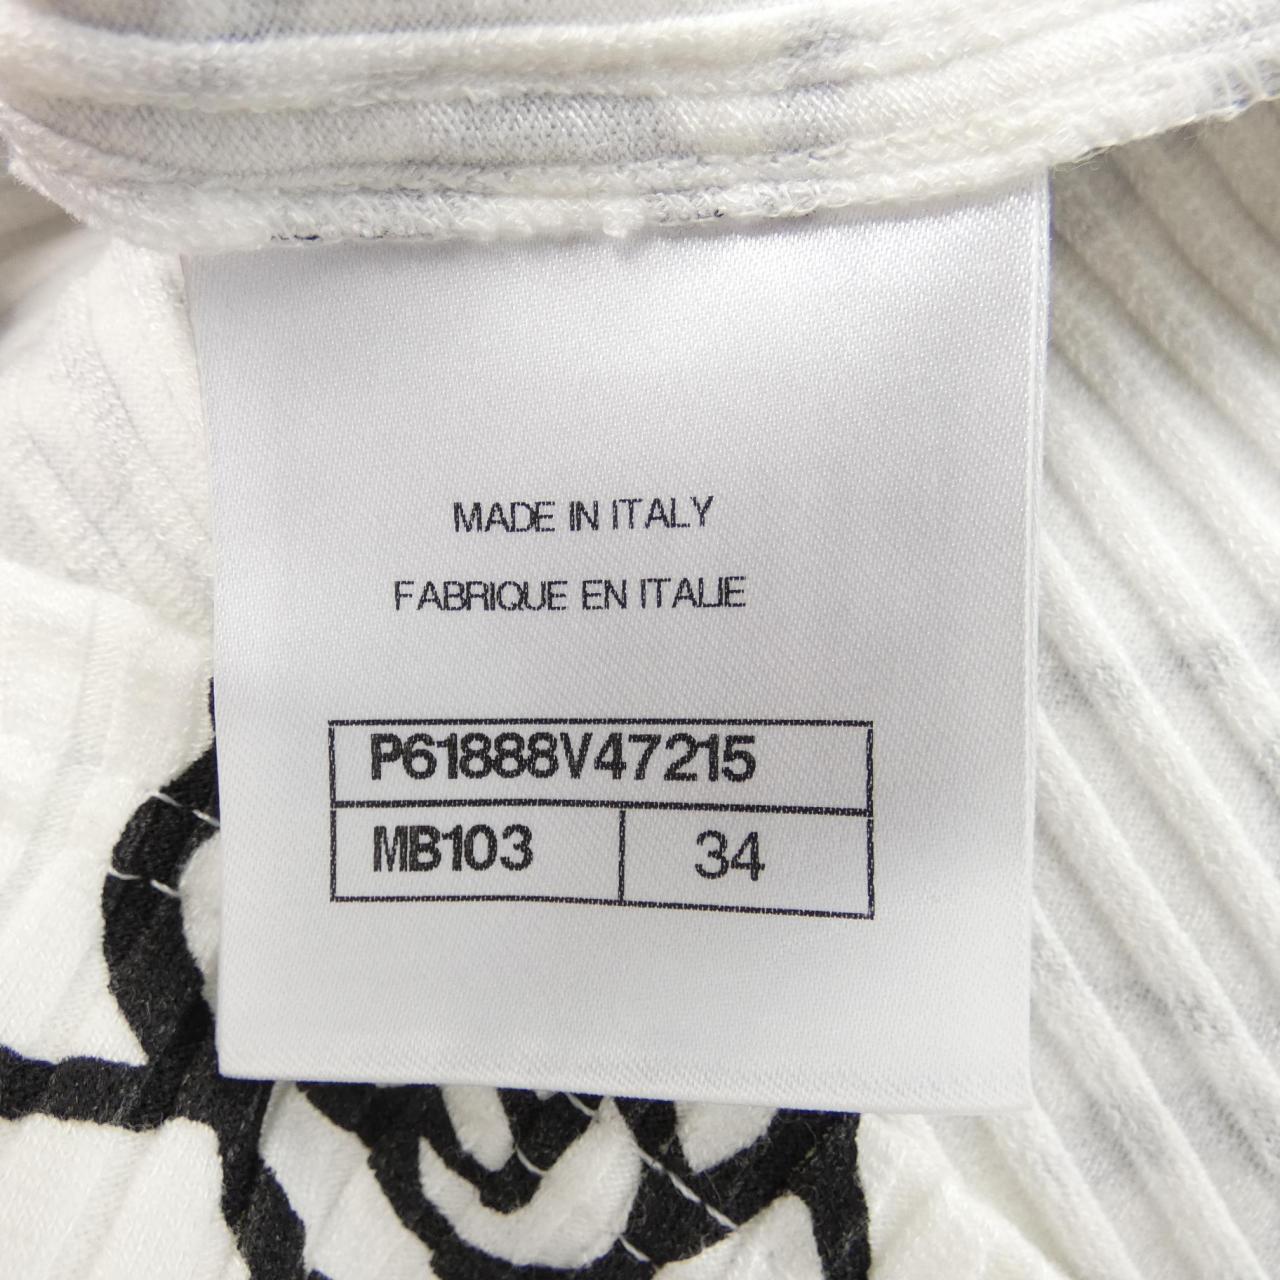 MADE IN ITALY
FABRIQUE EN ITALIE
P61888V47215
MB103 34